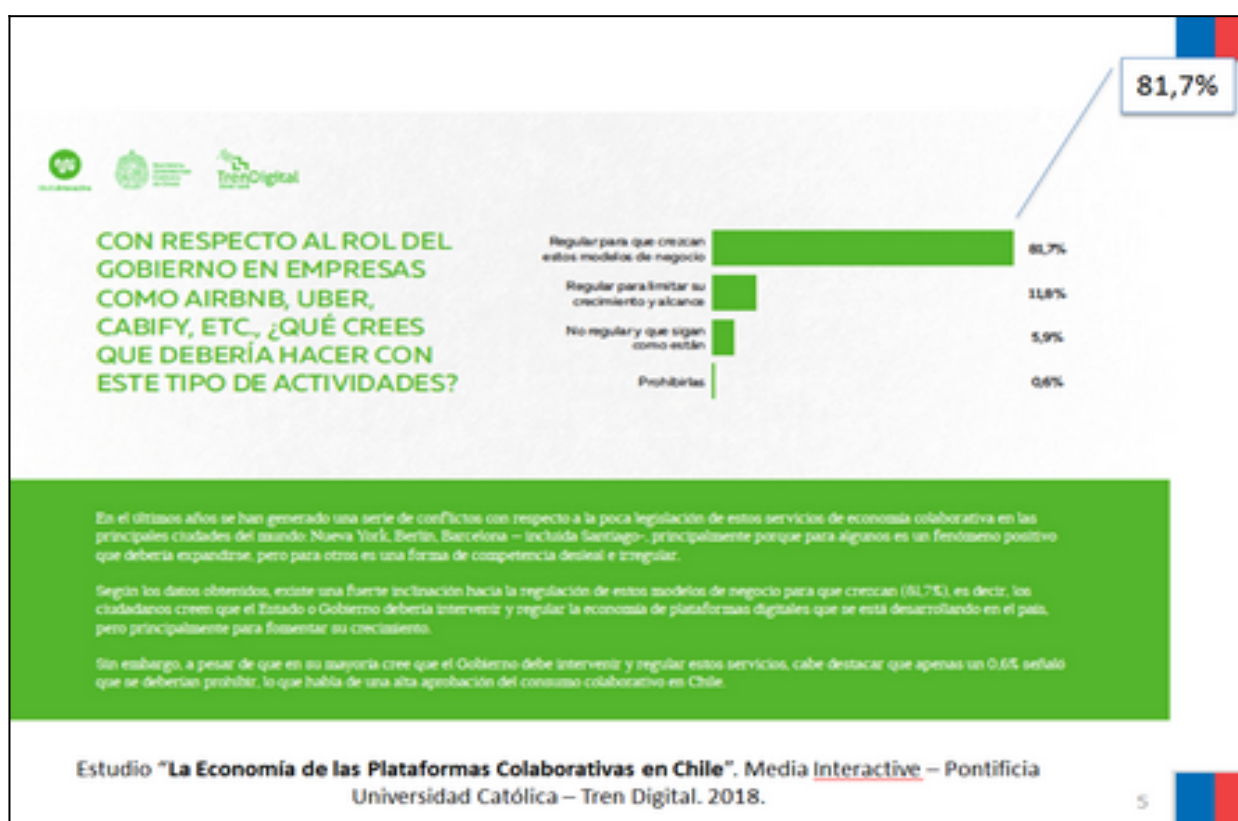 81,7%
TrenDigital
CON RESPECTO AL ROL DEL
GOBIERNO EN EMPRESAS
COMO AIRBNB, UBER,
CABIFY, ETC., ¿QUÉ CREES
QUE DEBERÍA HACER CON
ESTE TIPO DE ACTIVIDADES?
Regular para que crezcan
estos modelos de negocio
81,7%
Regular para limitar su
crecimiento y alcance
11,8%
No regular y que sigan
como están
5,9%
Prohibirlas
0,6%
En el últimos años se han generado una serie de conflictos con respecto a la poca legislación de estos servicios de economía colaborativa en las
principales ciudades del mundo: Nueva York, Berlín, Barcelona – incluida Santiago-, principalmente porque para algunos es un fenómeno positivo
que debería expandirse, pero para otros es una forma de competencia desleal e irregular.
Según los datos obtenidos, existe una fuerte inclinación hacia la regulación de estos modelos de negocio para que crezcan (81,7%), es decir, los
ciudadanos creen que el Estado o Gobierno debería intervenir y regular la economía de plataformas digitales que se está desarrollando en el país,
pero principalmente para fomentar su crecimiento.
Sin embargo, a pesar de que en su mayoría cree que el Gobierno debe intervenir y regular estos servicios, cabe destacar que apenas un 0,6% señaló
que se deberían prohibir, lo que habla de una alta aprobación del consumo colaborativo en Chile.
Estudio “La Economía de las Plataformas Colaborativas en Chile”. Media Interactive – Pontificia
Universidad Católica – Tren Digital. 2018.
5